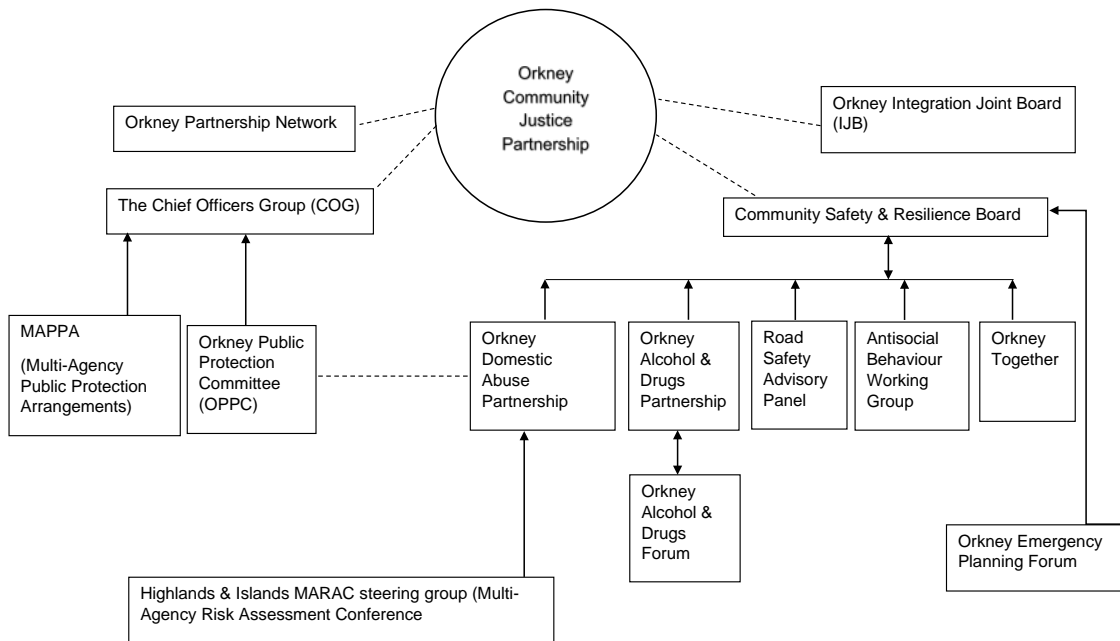 Orkney
Community
Justice
Partnership
Orkney Partnership Network
Orkney Integration Joint Board
(IJB)
The Chief Officers Group (COG)
Community Safety & Resilience Board
MAPPA
(Multi-Agency
Public Protection
Arrangements)
Orkney Public
Protection
Committee
(OPPC)
Orkney
Domestic
Abuse
Partnership
Orkney
Alcohol &
Drugs
Partnership
Road
Safety
Advisory
Panel
Antisocial
Behaviour
Working
Group
Orkney
Together
Orkney
Alcohol &
Drugs
Forum
Orkney Emergency
Planning Forum
Highlands & Islands MARAC steering group (Multi-
Agency Risk Assessment Conference